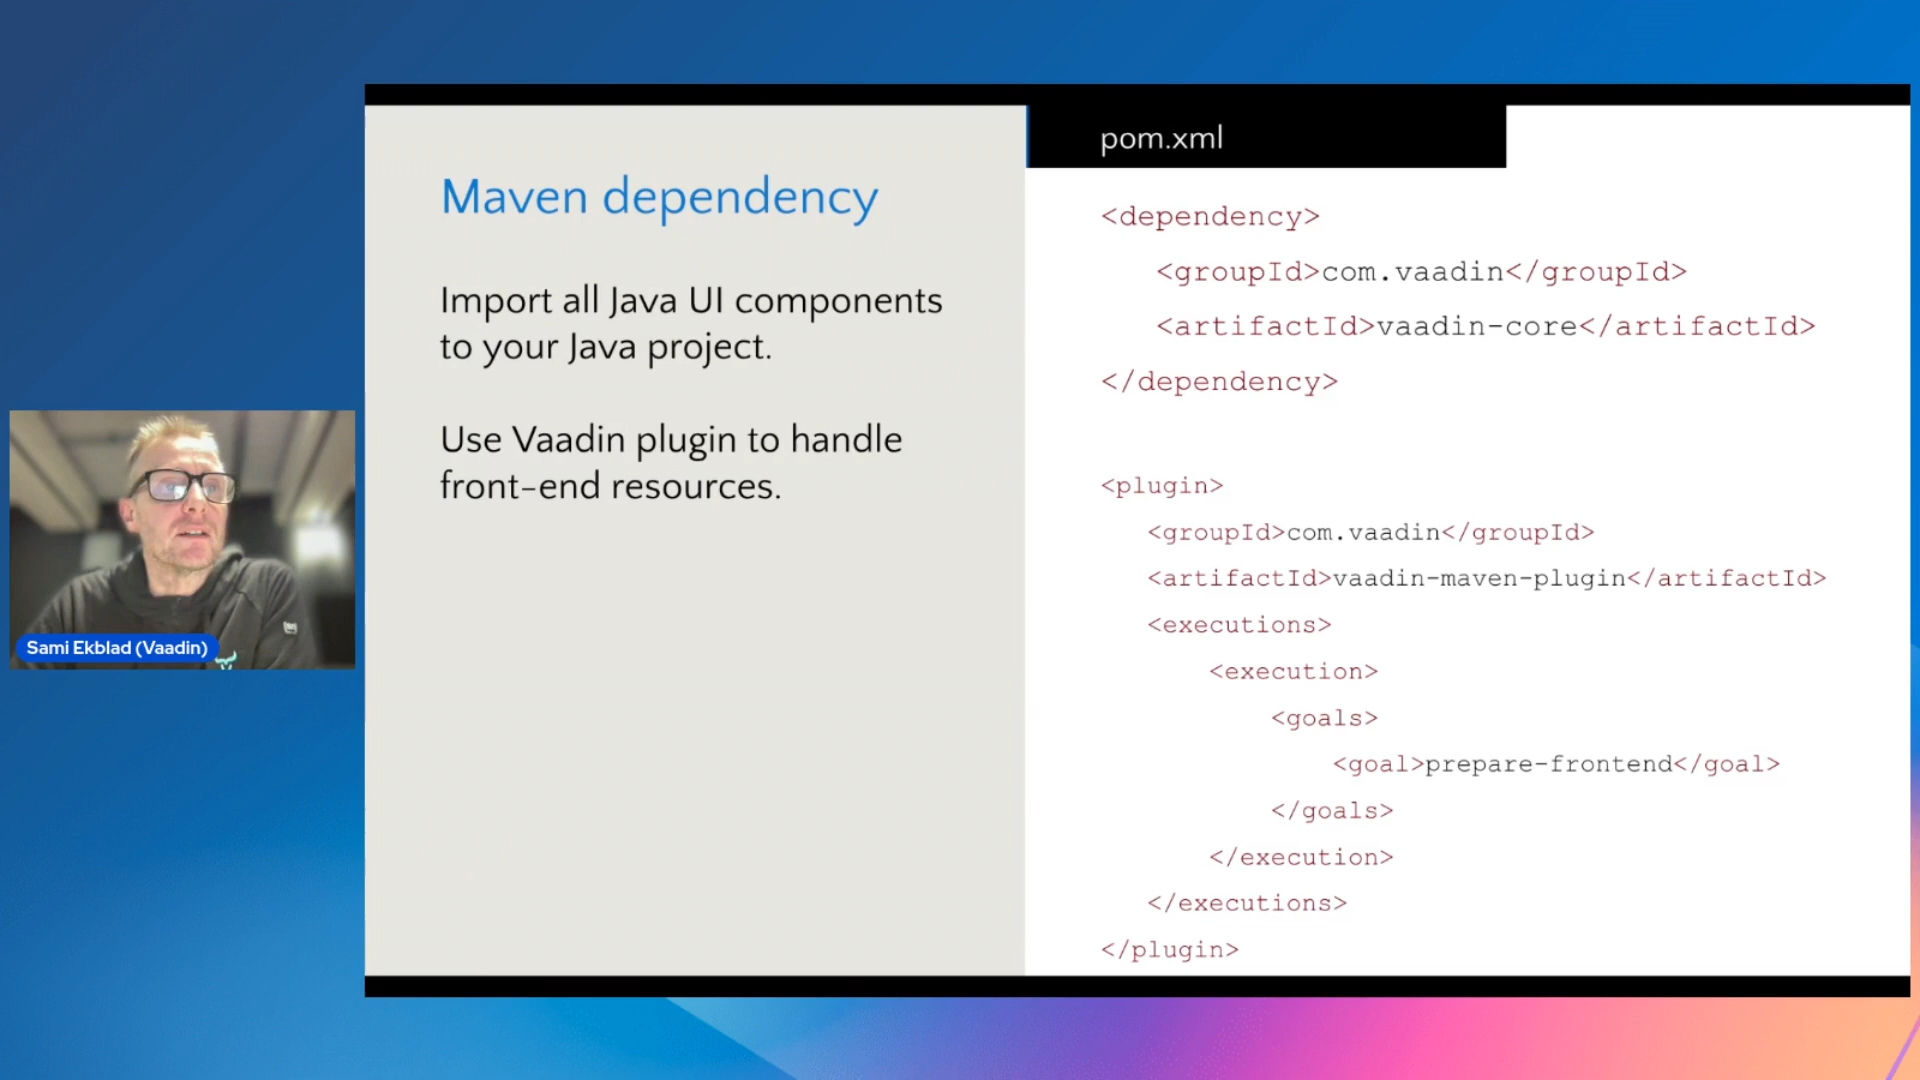 pom.xml
Maven dependency
Import all Java UI components
to your Java project.
Use Vaadin plugin to handle
front-end resources.
<dependency>
<groupId>com.vaadin</groupId>
<artifactId>vaadin-core</artifactId>
</dependency>
<plugin>
<groupId>com.vaadin</groupId>
<artifactId>vaadin-maven-plugin</artifactId>
<executions>
<execution>
<goals>
<goal>prepare-frontend</goal>
</goals>
</execution>
</executions>
</plugin>
Sami Ekblad (Vaadin)